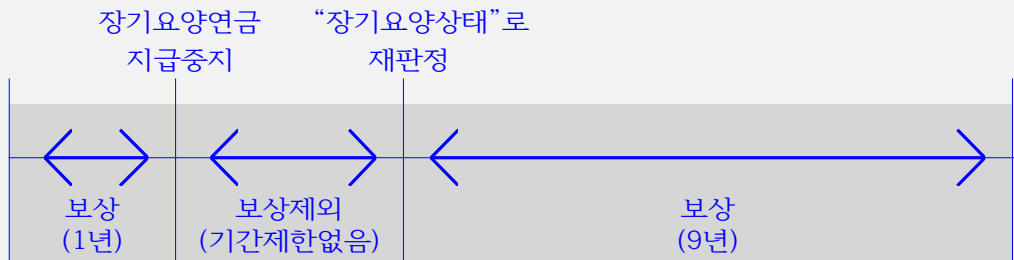 장기요양연금
지급중지
“장기요양상태”로
재판정
보상
(1년)
보상제외
(기간제한없음)
보상
(9년)